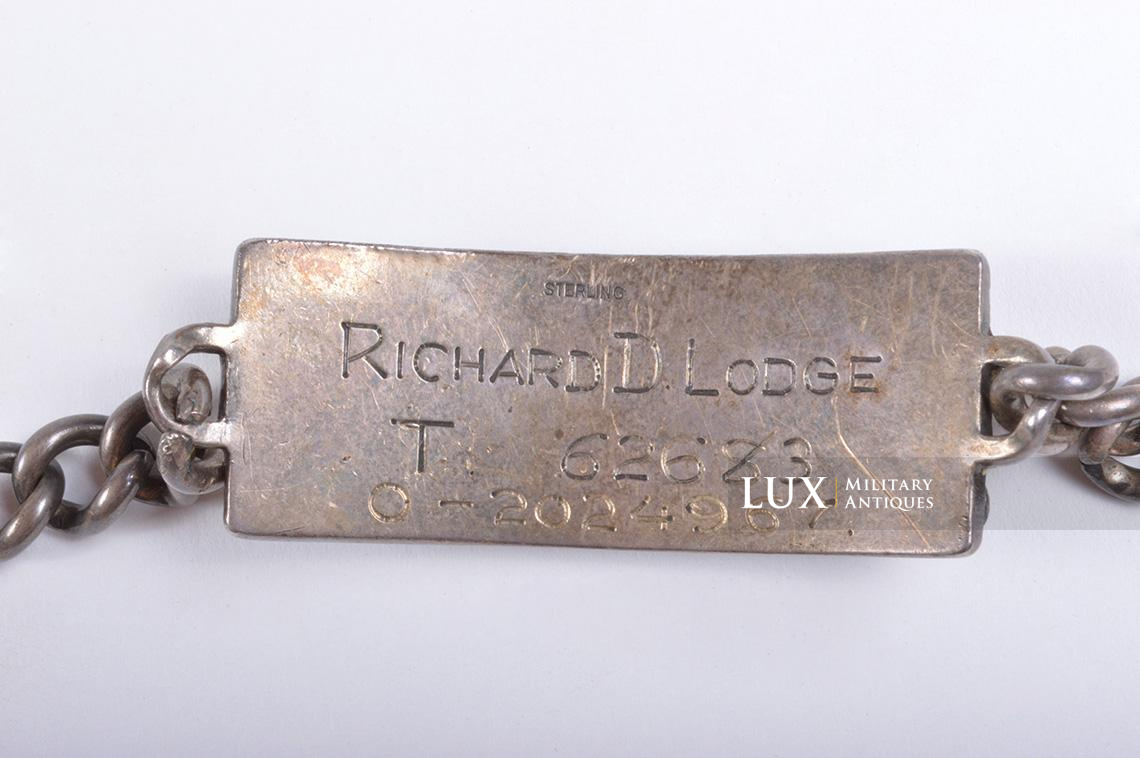 STERLING
RICHARD D. LODGE
T. 62623
O-2024967
LUX MILITARY
ANTIQUES